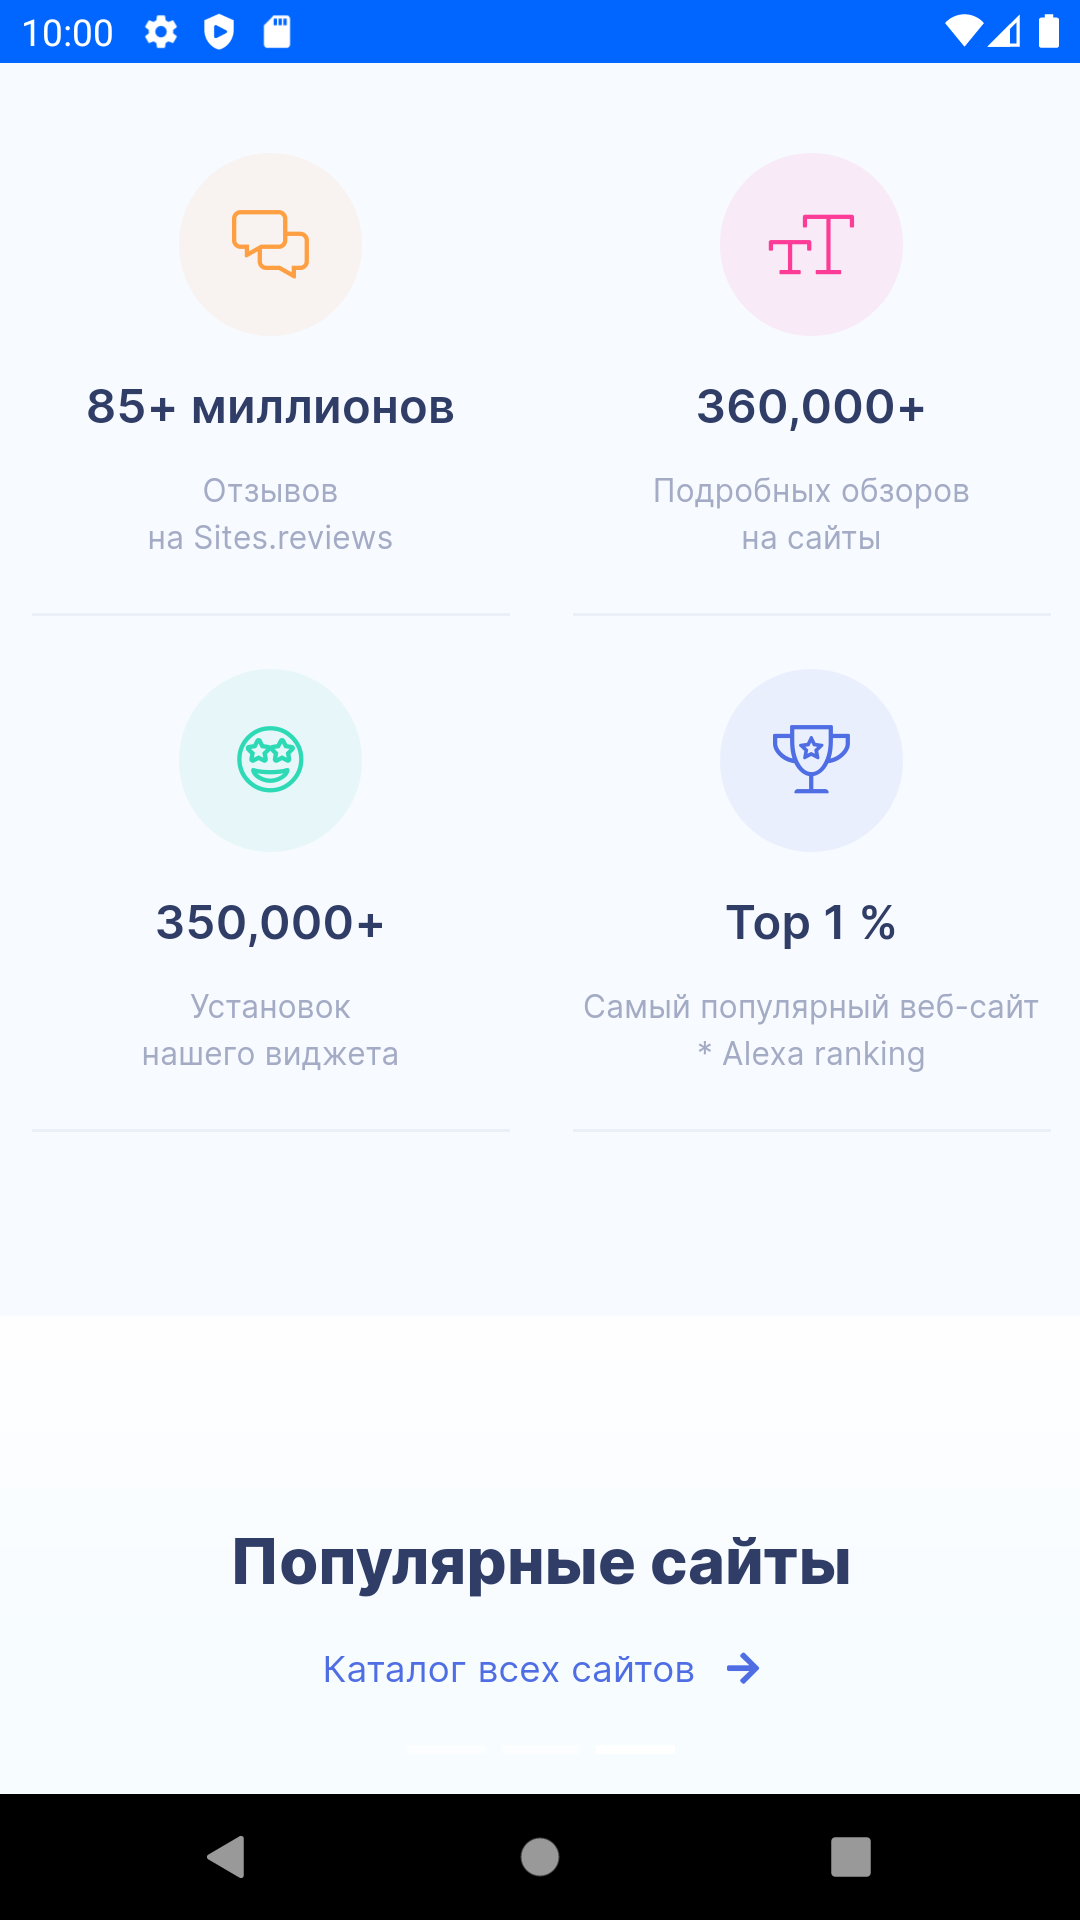 10:00
85+ миллионов
Отзывов
на Sites.reviews
360,000+
Подробных обзоров
на сайты
350,000+
Установок
нашего виджета
Top 1 %
Самый популярный веб-сайт
* Alexa ranking
Популярные сайты
Каталог всех сайтов